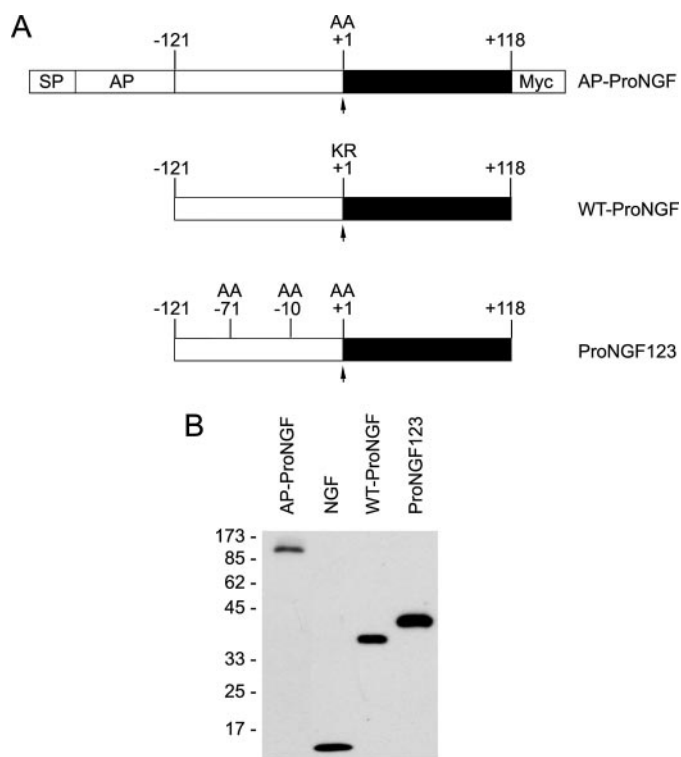 A
AA
-121 +1 +118
SP AP Myc AP-ProNGF
KR
-121 +1 +118
WT-ProNGF
AA AA AA
-121 -71 -10 +1 +118
ProNGF123
B
AP-ProNGF NGF WT-ProNGF ProNGF123
173 -
85 -
62 -
45 -
33 -
25 -
17 -